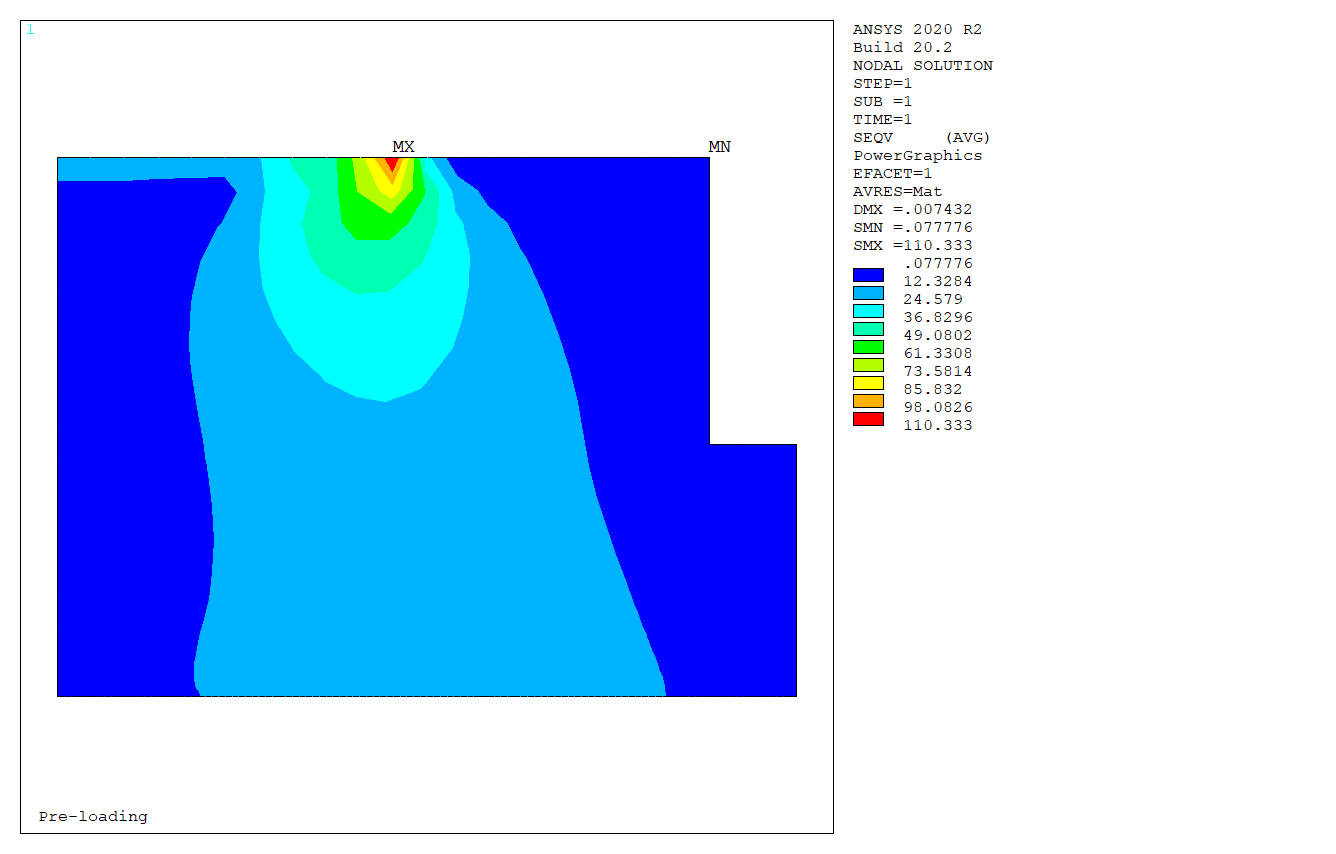 1
MX
MN
Pre-loading
ANSYS 2020 R2
Build 20.2
NODAL SOLUTION
STEP=1
SUB =1
TIME=1
SEQV     (AVG)
PowerGraphics
EFACET=1
AVRES=Mat
DMX =.007432
SMN =.077776
SMX =110.333
.077776
12.3284
24.579
36.8296
49.0802
61.3308
73.5814
85.832
98.0826
110.333